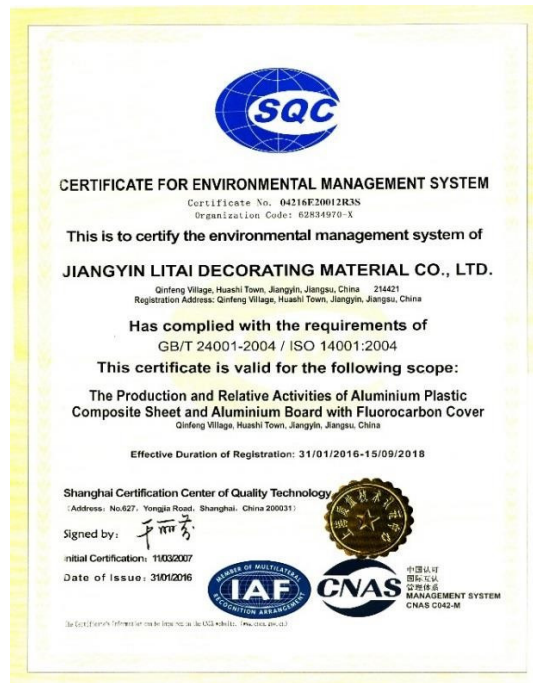 SQC
CERTIFICATE FOR ENVIRONMENTAL MANAGEMENT SYSTEM
Certificate No. 04216E20012R3S
Organization Code: 62834970-X
This is to certify the environmental management system of
JIANGYIN LITAI DECORATING MATERIAL CO., LTD.
Qinfeng Village, Huashi Town, Jiangyin, Jiangsu, China 214421
Registration Address: Qinfeng Village, Huashi Town, Jiangyin, Jiangsu, China
Has complied with the requirements of
GB/T 24001-2004 / ISO 14001:2004
This certificate is valid for the following scope:
The Production and Relative Activities of Aluminium Plastic
Composite Sheet and Aluminium Board with Fluorocarbon Cover
Qinfeng Village, Huashi Town, Jiangyin, Jiangsu, China
Effective Duration of Registration: 31/01/2016-15/09/2018
Shanghai Certification Center of Quality Technology
(Address: No.627, Yongjia Road, Shanghai, China 200031)
Signed by:
Initial Certification: 11/03/2007
Date of Issue: 31/01/2016
MEMBER OF MULTILATERAL
IAF
RECOGNITION ARRANGEMENT
CNAS
中国认可
国际互认
管理体系
MANAGEMENT SYSTEM
CNAS C042-M